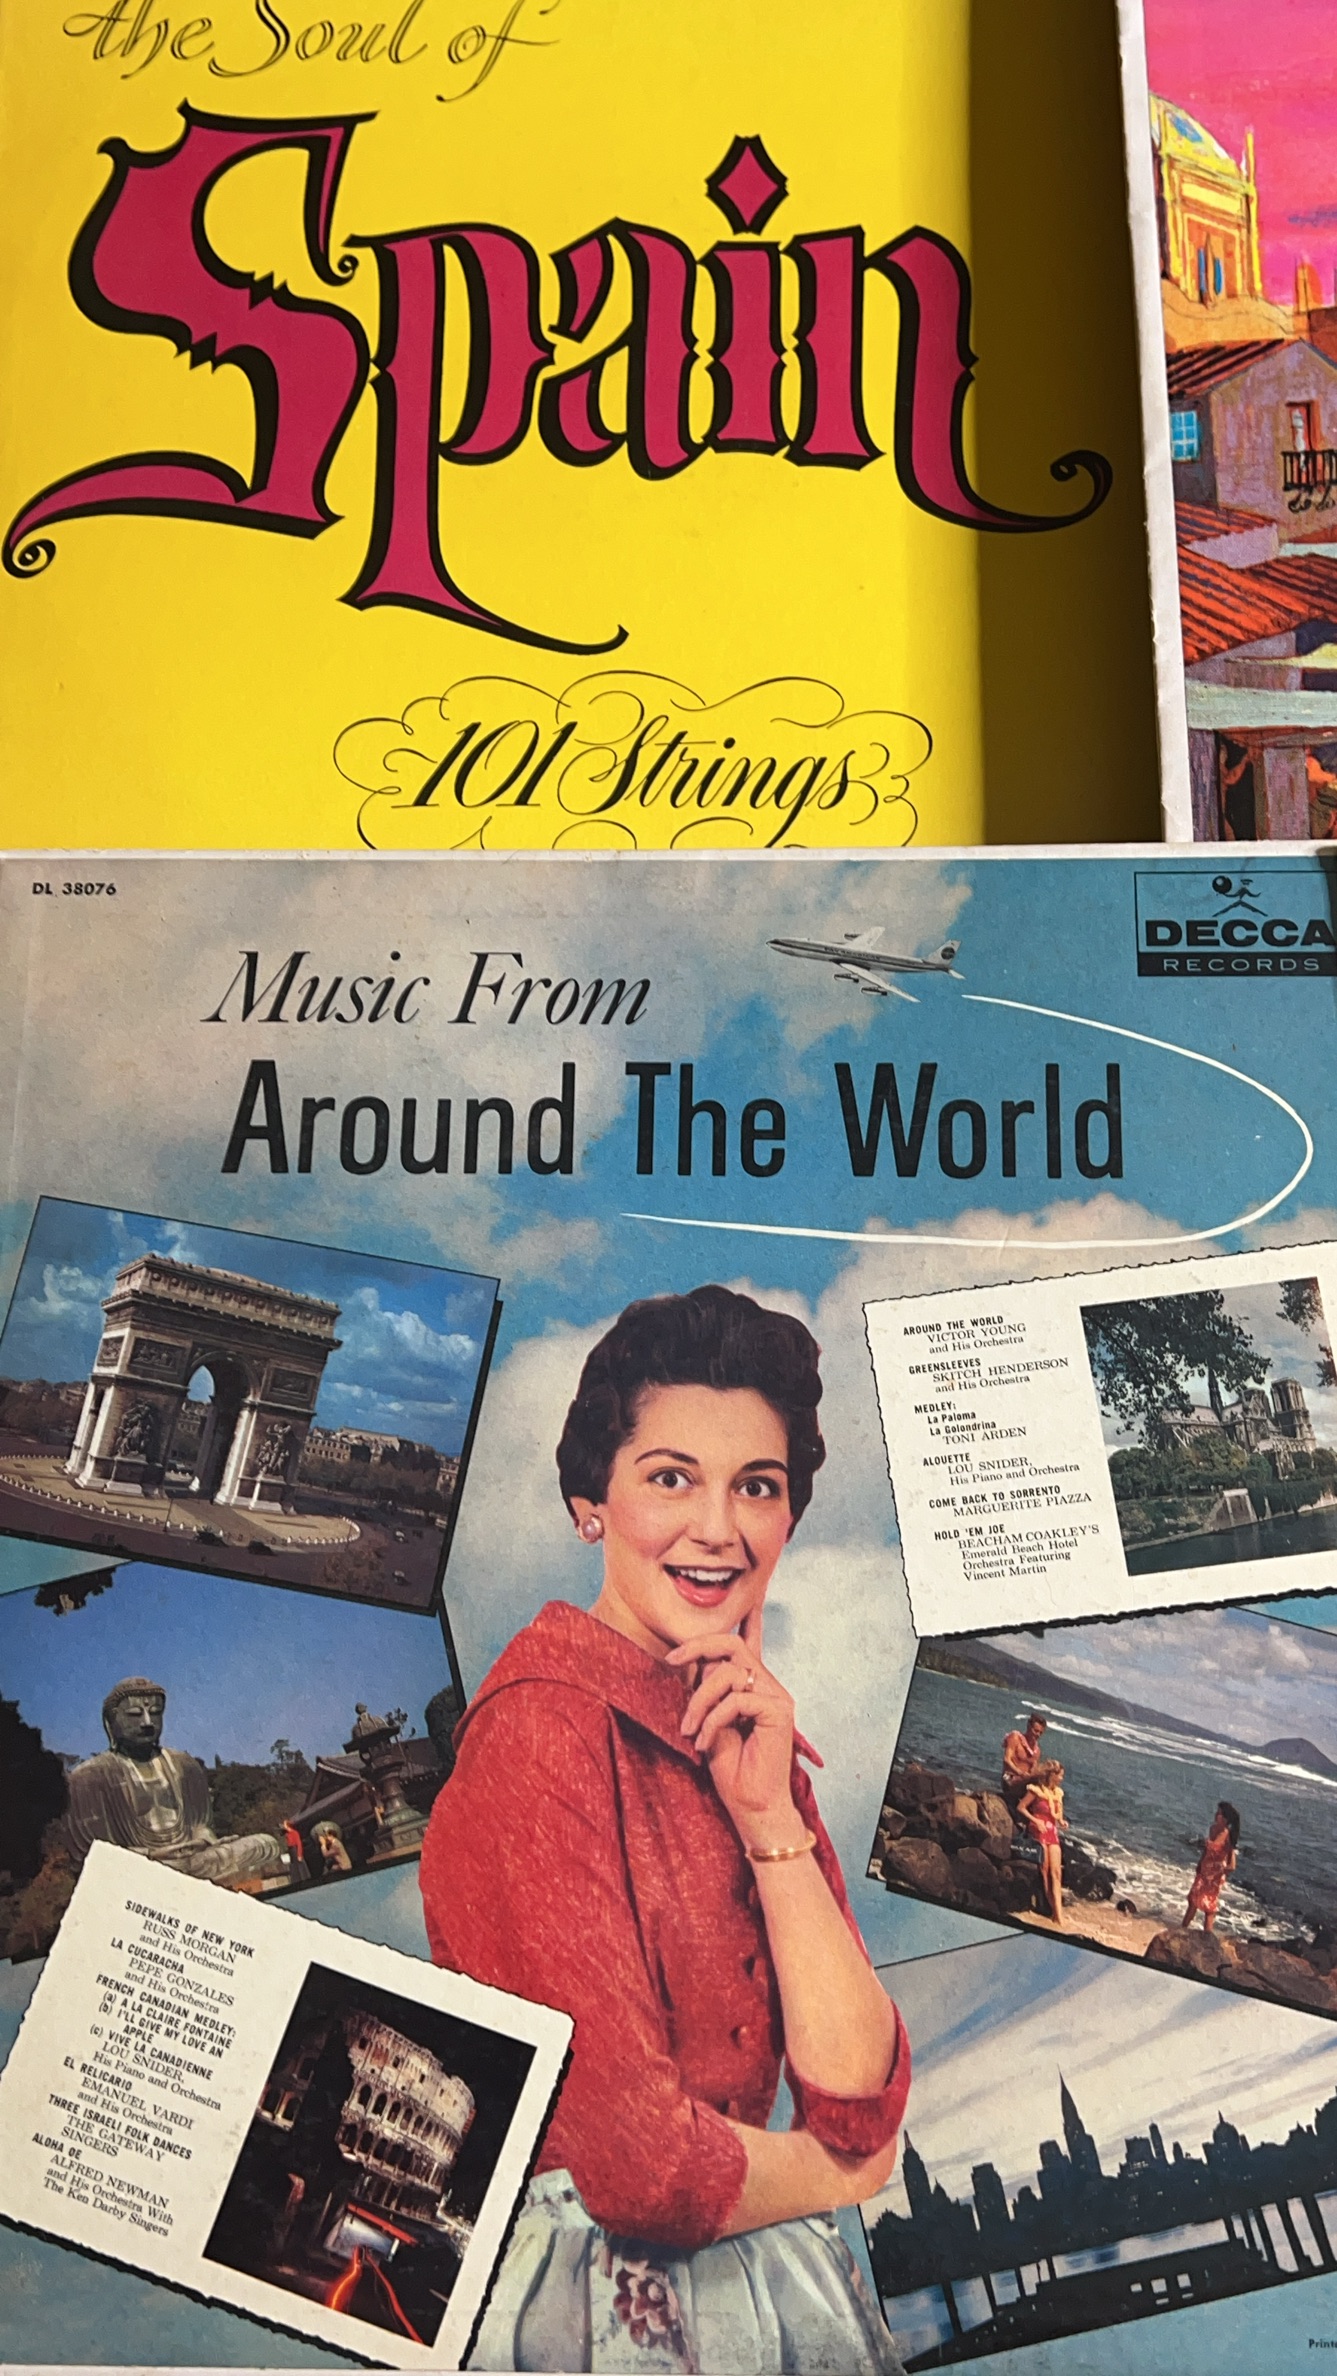 the Soul of
Spain
101 Strings
DL 38076
DECCA
RECORDS
Music From
Around The World
AROUND THE WORLD
VICTOR YOUNG
and His Orchestra
GREENSLEEVES
SKITCH HENDERSON
and His Orchestra
MEDLEY:
La Paloma
La Golondrina
TONI ARDEN
ALOUETTE
LOU SNIDER,
His Piano and Orchestra
COME BACK TO SORRENTO
MARGUERITE PIAZZA
HOLD 'EM JOE
BEACHAM COAKLEY'S
Emerald Beach Hotel
Orchestra Featuring
Vincent Martin
SIDEWALKS OF NEW YORK
RUSS MORGAN
and His Orchestra
LA CUCARACHA
PEPE GONZALES
and His Orchestra
FRENCH CANADIAN MEDLEY:
(a) A LA CLAIRE FONTAINE
(b) I'LL GIVE MY LOVE AN
APPLE
(c) VIVE LA CANADIENNE
LOU SNIDER,
His Piano and Orchestra
EL RELICARIO
EMANUEL VARDI
and His Orchestra
THREE ISRAELI FOLK DANCES
THE GATEWAY
SINGERS
ALOHA OE
ALFRED NEWMAN
and His Orchestra With
The Ken Darby Singers